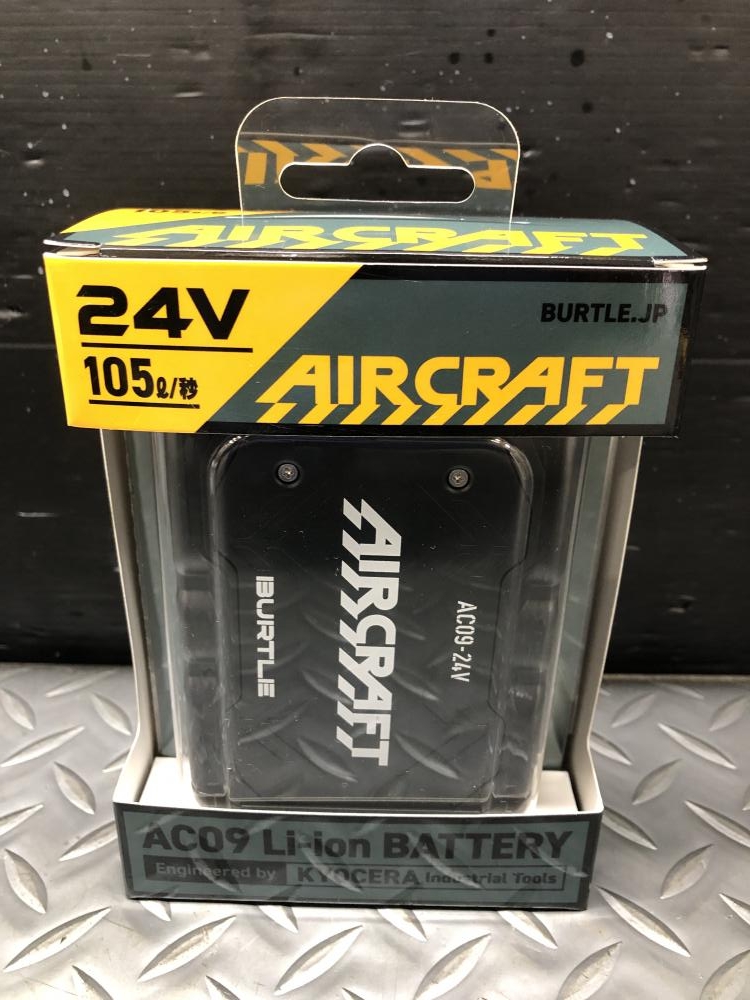 AIRCRAFT
24V
BURTLE.JP
105ℓ/秒
AIRCRAFT
AIRCRAFT
BURTLE
AC09-24V
AC09 Li-ion BATTERY
Engineered by KYOCERA Industrial Tools